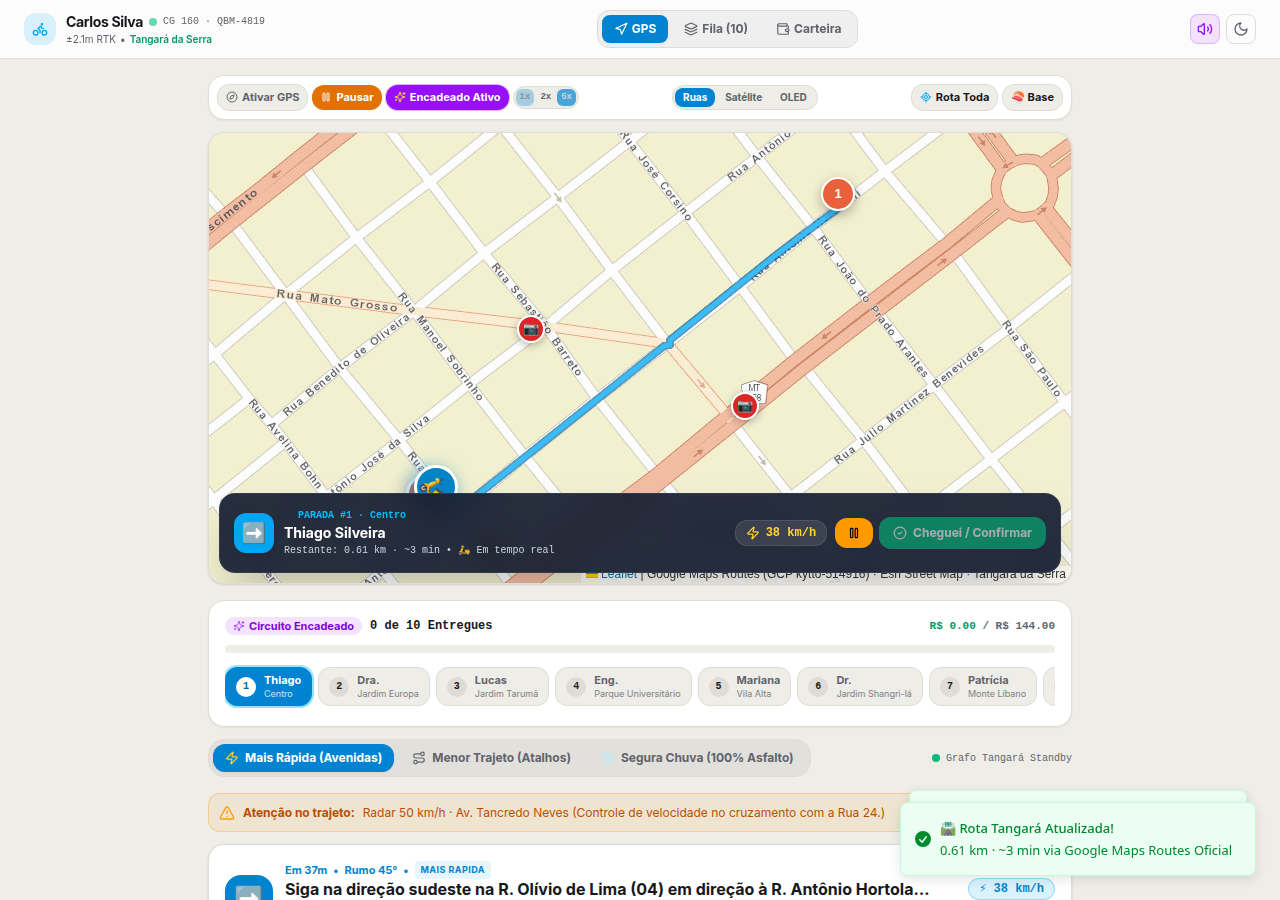 Carlos Silva CG 160 · QBM-4819
±2.1m RTK • Tangará da Serra
GPS
Fila (10)
Carteira
Ativar GPS
Pausar
Encadeado Ativo
1x
2x
5x
Ruas
Satélite
OLED
Rota Toda
Base
Rua José Corsino
Rua Antônio
scimento
Rua Mato Grosso
Rua Sebastião Barreto
Rua Manoel Sobrinho
Rua Benedito de Oliveira
Rua João do Prado Arantes
Rua São Paulo
Rua Julio Martinez Benevides
Rua Avelina Bohn
ônio José da Silva
Rua
1
MT
PARADA #1 · Centro
Thiago Silveira
Restante: 0.61 km · ~3 min • 🛵 Em tempo real
38 km/h
Cheguei / Confirmar
Leaflet | Google Maps Routes (GCP kytto-514916) · Esri Street Map · Tangará da Serra
Circuito Encadeado
0 de 10 Entregues
R$ 0.00 / R$ 144.00
1 Thiago
Centro
2 Dra.
Jardim Europa
3 Lucas
Jardim Tarumã
4 Eng.
Parque Universitário
5 Mariana
Vila Alta
6 Dr.
Jardim Shangri-lá
7 Patrícia
Monte Líbano
Mais Rápida (Avenidas)
Menor Trajeto (Atalhos)
Segura Chuva (100% Asfalto)
Grafo Tangará Standby
Atenção no trajeto: Radar 50 km/h · Av. Tancredo Neves (Controle de velocidade no cruzamento com a Rua 24.)
🛣️ Rota Tangará Atualizada!
0.61 km · ~3 min via Google Maps Routes Oficial
Em 37m • Rumo 45° • MAIS RAPIDA
Siga na direção sudeste na R. Olívio de Lima (04) em direção à R. Antônio Hortola...
⚡ 38 km/h